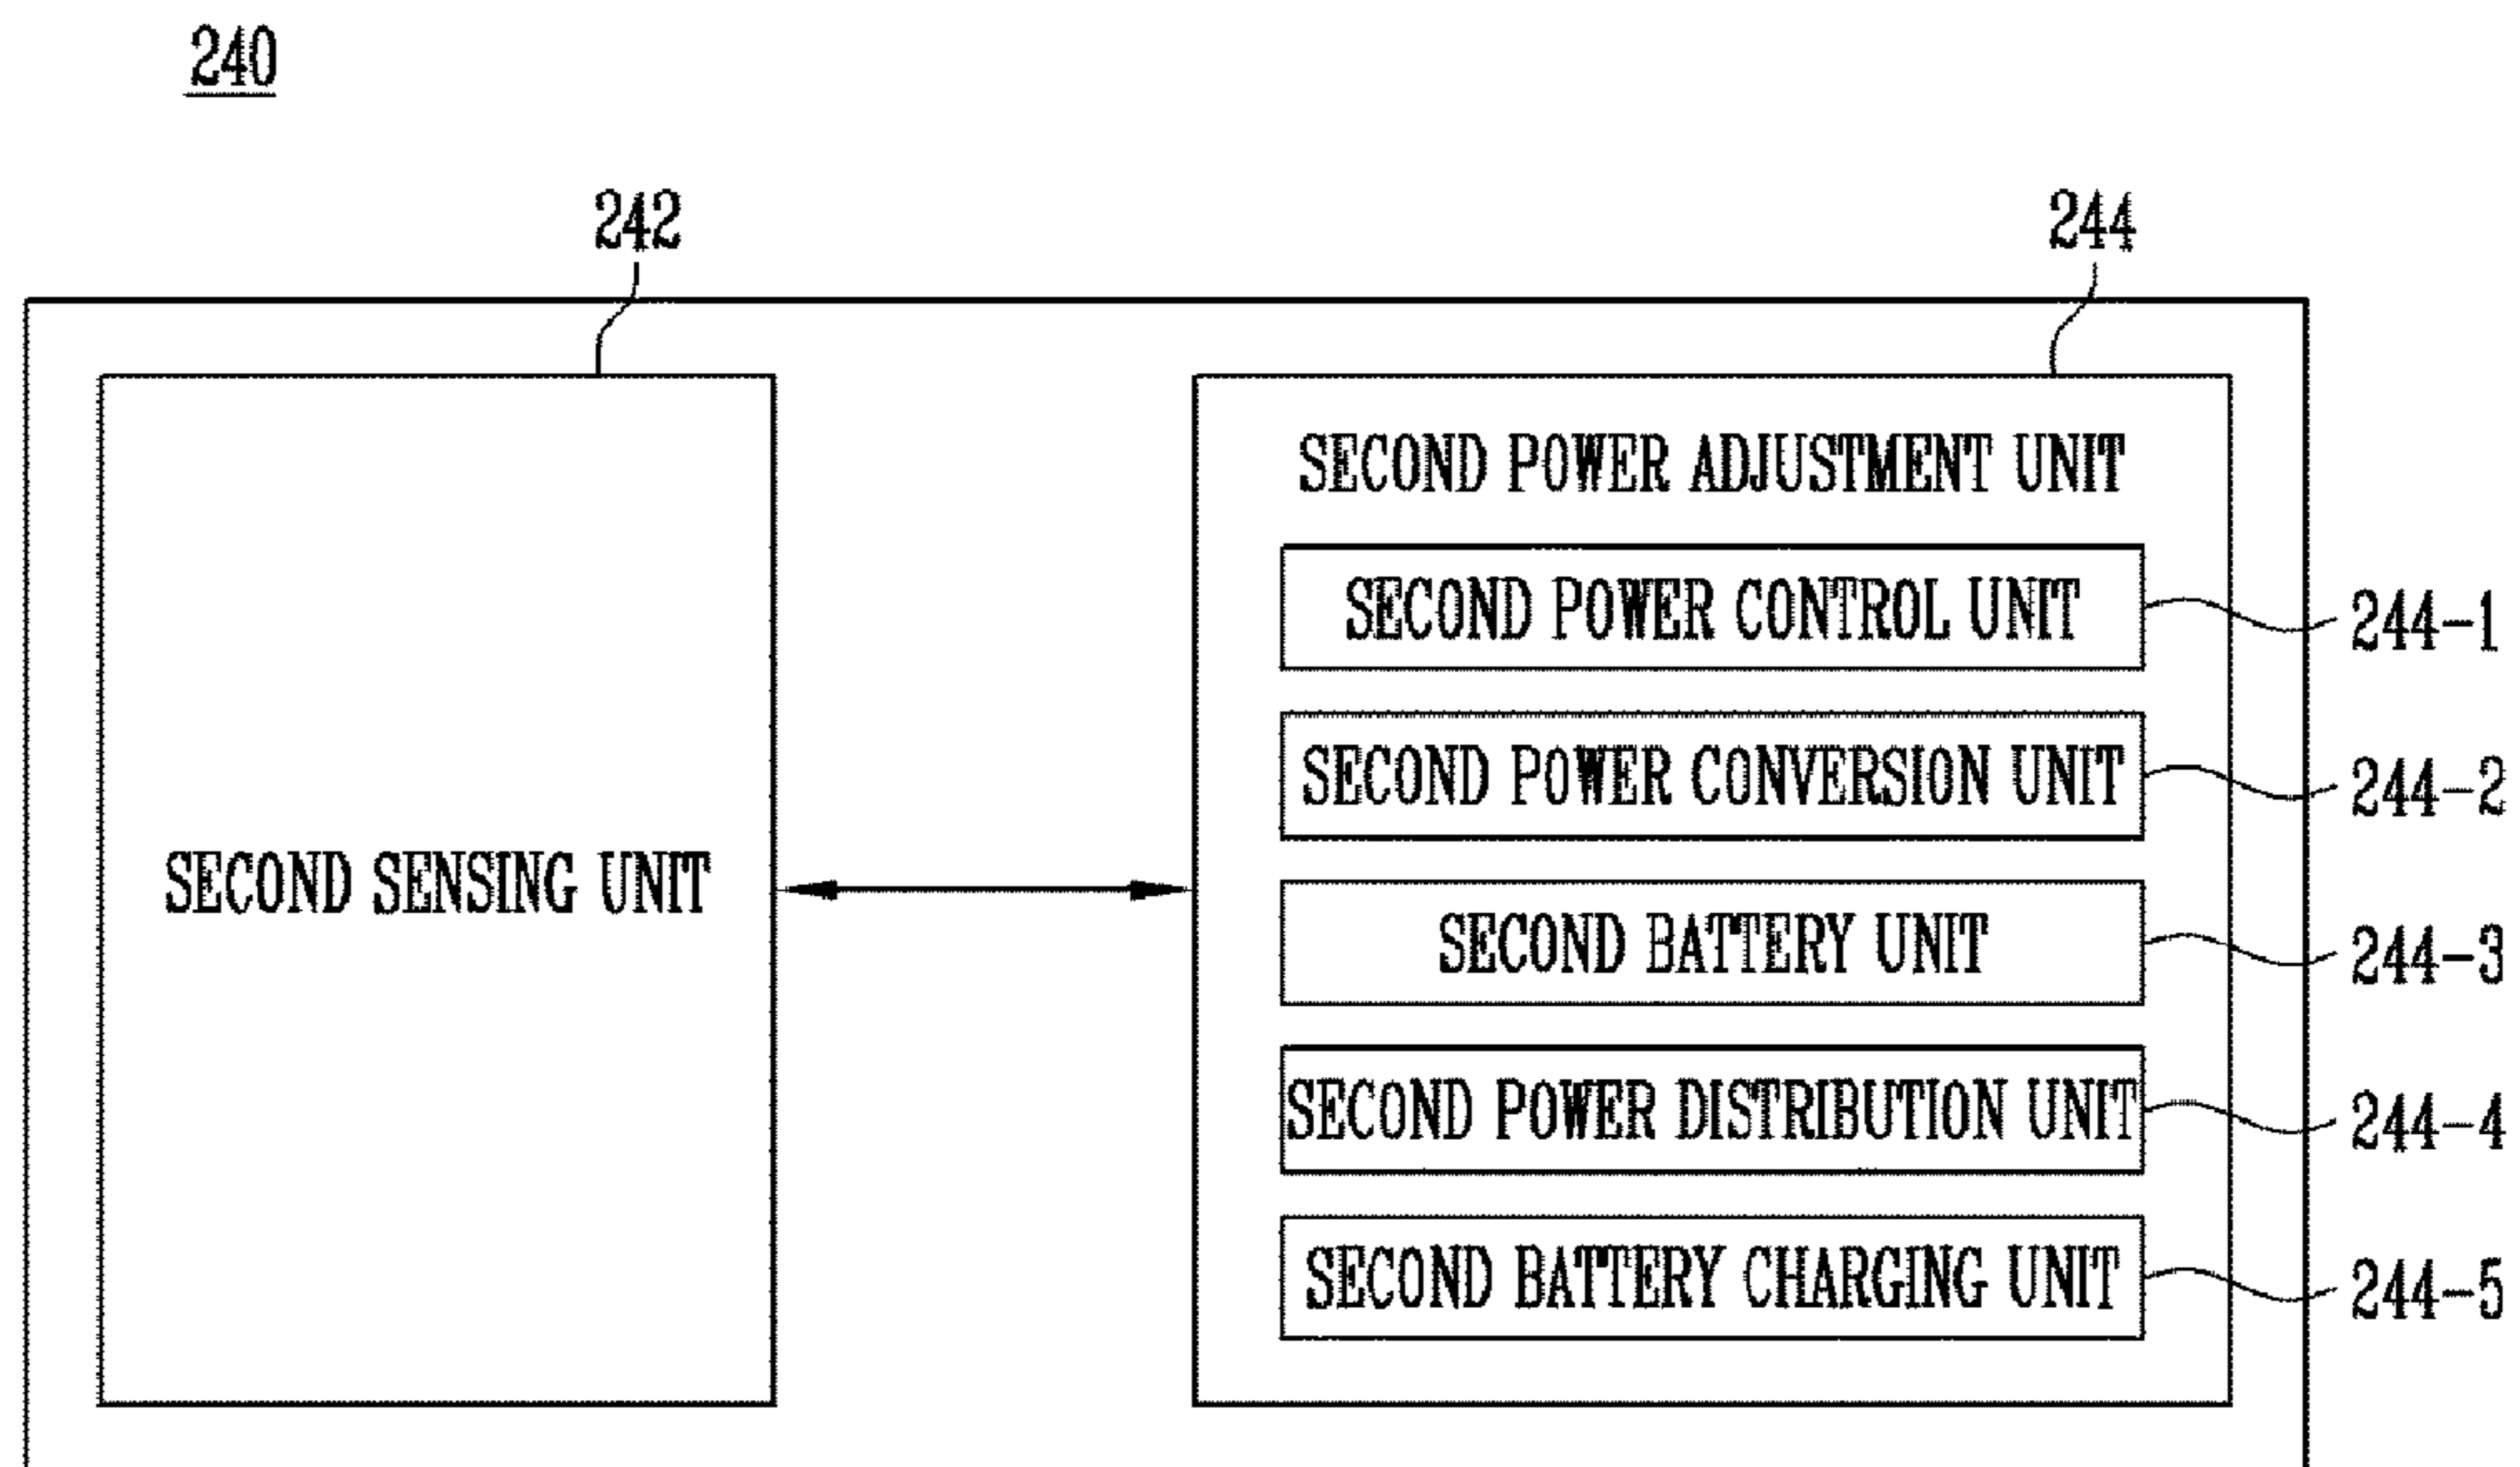 240
242
244
SECOND POWER ADJUSTMENT UNIT
SECOND POWER CONTROL UNIT
244-1
SECOND POWER CONVERSION UNIT
244-2
SECOND SENSING UNIT
SECOND BATTERY UNIT
244-3
SECOND POWER DISTRIBUTION UNIT
244-4
SECOND BATTERY CHARGING UNIT
244-5